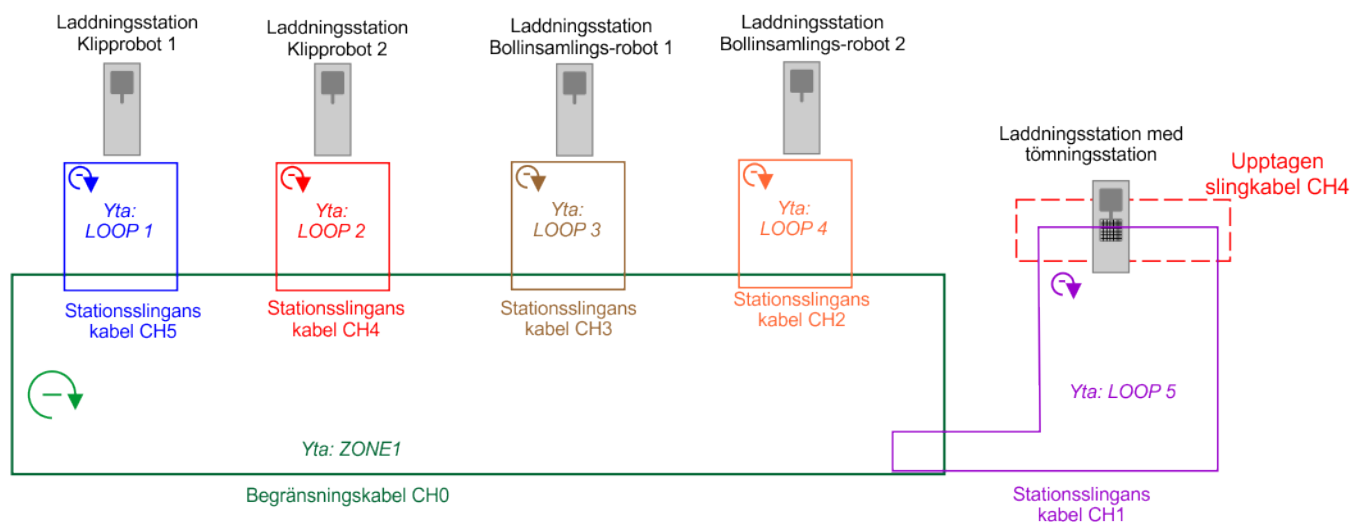 Laddningsstation
Klipprobot 1
Laddningsstation
Klipprobot 2
Laddningsstation
Bollinsamlings-robot 1
Laddningsstation
Bollinsamlings-robot 2
Laddningsstation med
tömningsstation
Upptagen
slingkabel CH4
Yta:
LOOP 1
Yta:
LOOP 2
Yta:
LOOP 3
Yta:
LOOP 4
Stationsslingans
kabel CH5
Stationsslingans
kabel CH4
Stationsslingans
kabel CH3
Stationsslingans
kabel CH2
Yta: LOOP 5
Yta: ZONE1
Begränsningskabel CH0
Stationsslingans
kabel CH1